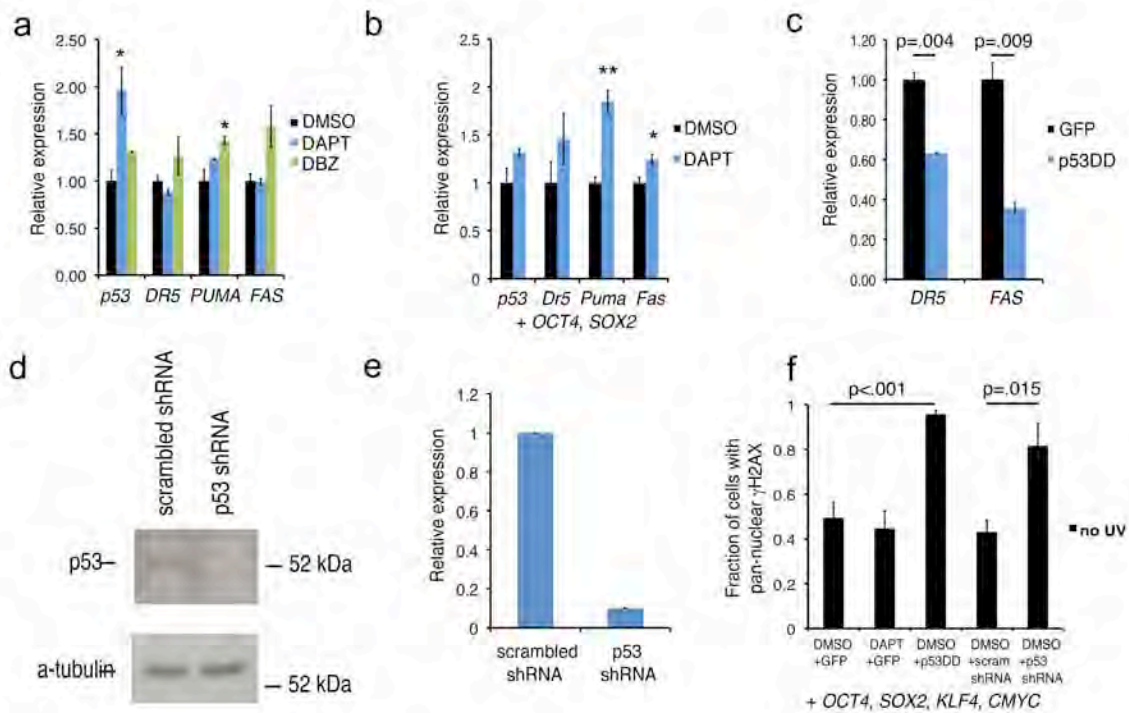 a
2.50
2.00
1.50
1.00
0.50
0.00
Relative expression
*
*
DMSO
DAPT
DBZ
p53 DR5 PUMA FAS
b
2.5
2
1.5
1
0.5
0
Relative expression
**
*
DMSO
DAPT
p53 Dr5 Puma Fas
+ OCT4, SOX2
c
p=.004 p=.009
1.20
1.00
0.80
0.60
0.40
0.20
0.00
Relative expression
GFP
p53DD
DR5 FAS
d
scrambled shRNA
p53 shRNA
p53
52 kDa
a-tubulin
52 kDa
e
1.2
1
0.8
0.6
0.4
0.2
0
Relative expression
scrambled p53
shRNA shRNA
f
p<.001 p=.015
1
0.8
0.6
0.4
0.2
0
Fraction of cells with
pan-nuclear γH2AX
no UV
DMSO DAPT DMSO DMSO DMSO
+GFP +GFP +p53DD +scram +p53
shRNA shRNA
+ OCT4, SOX2, KLF4, CMYC